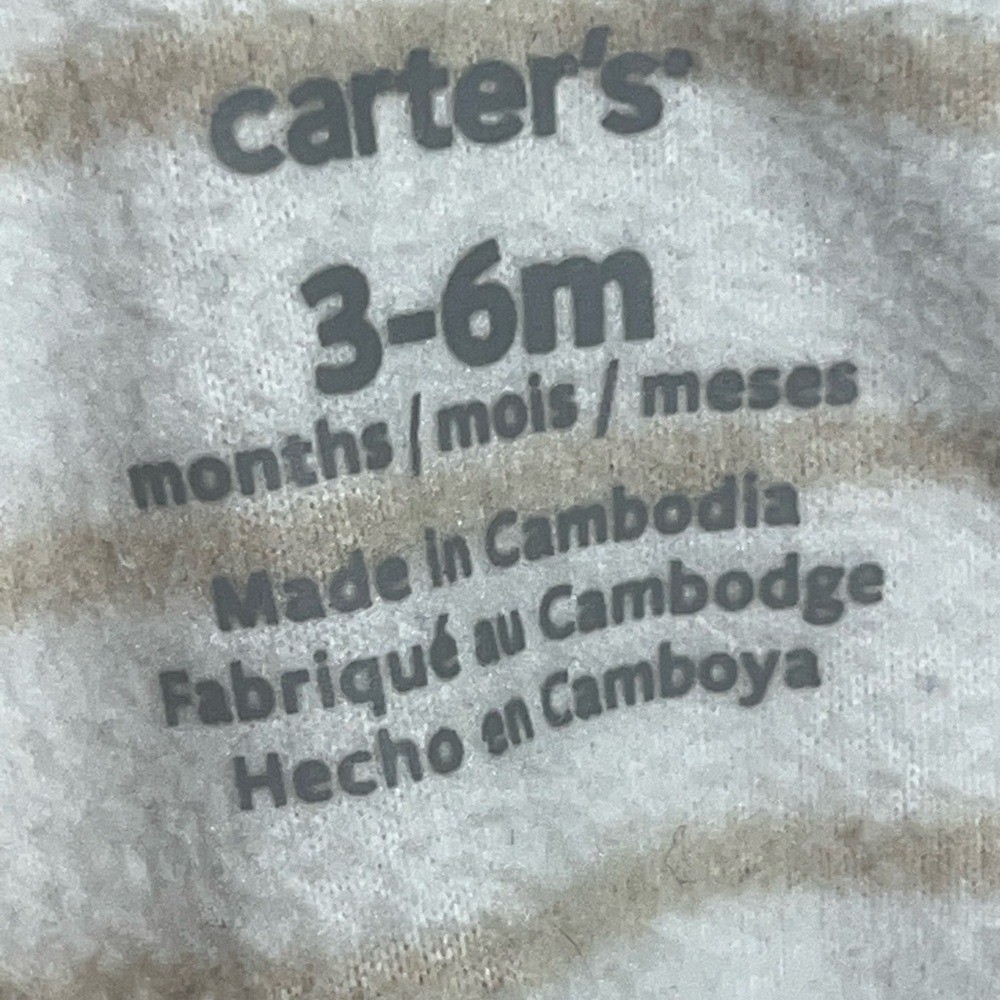 carter's
3-6m
months / mois / meses
Made in Cambodia
Fabriqué au Cambodge
Hecho en Camboya